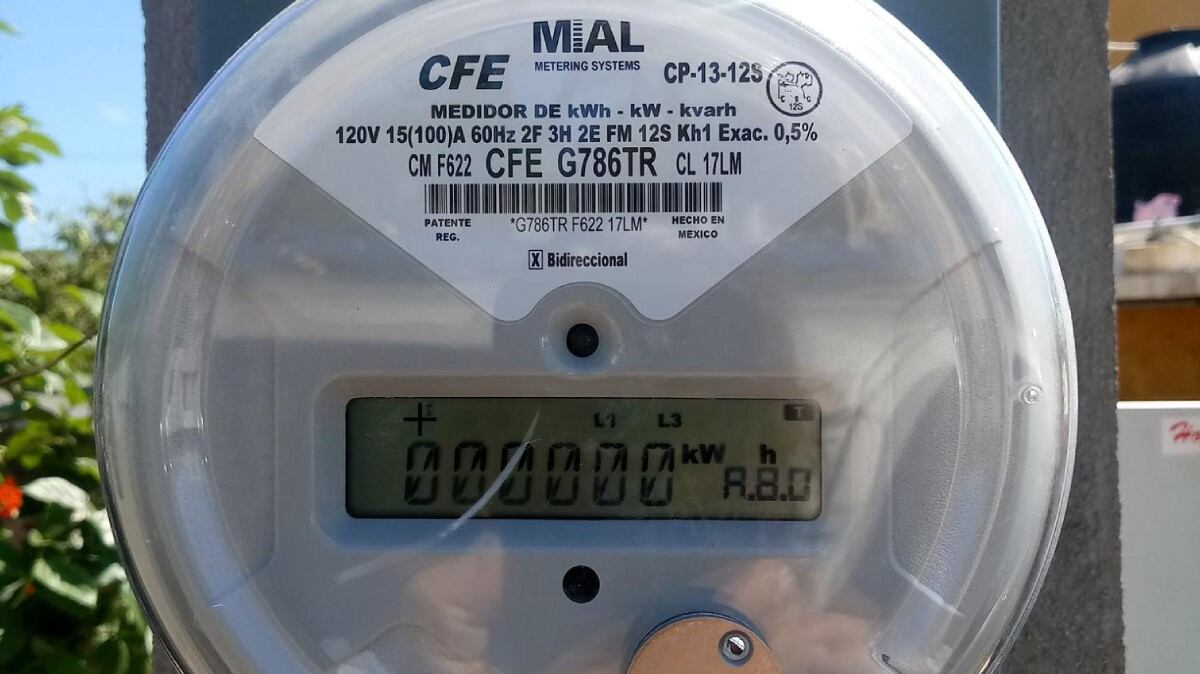 MIAL
METERING SYSTEMS
CFE
CP-13-12S
12S
MEDIDOR DE kWh - kW - kvarh
120V 15(100)A 60Hz 2F 3H 2E FM 12S Kh1 Exac. 0,5%
CM F622 CFE G786TR CL 17LM
PATENTE REG.
*G786TR F622 17LM*
HECHO EN MEXICO
X Bidireccional
L1 L3 T
000000 kW h
A.8.0